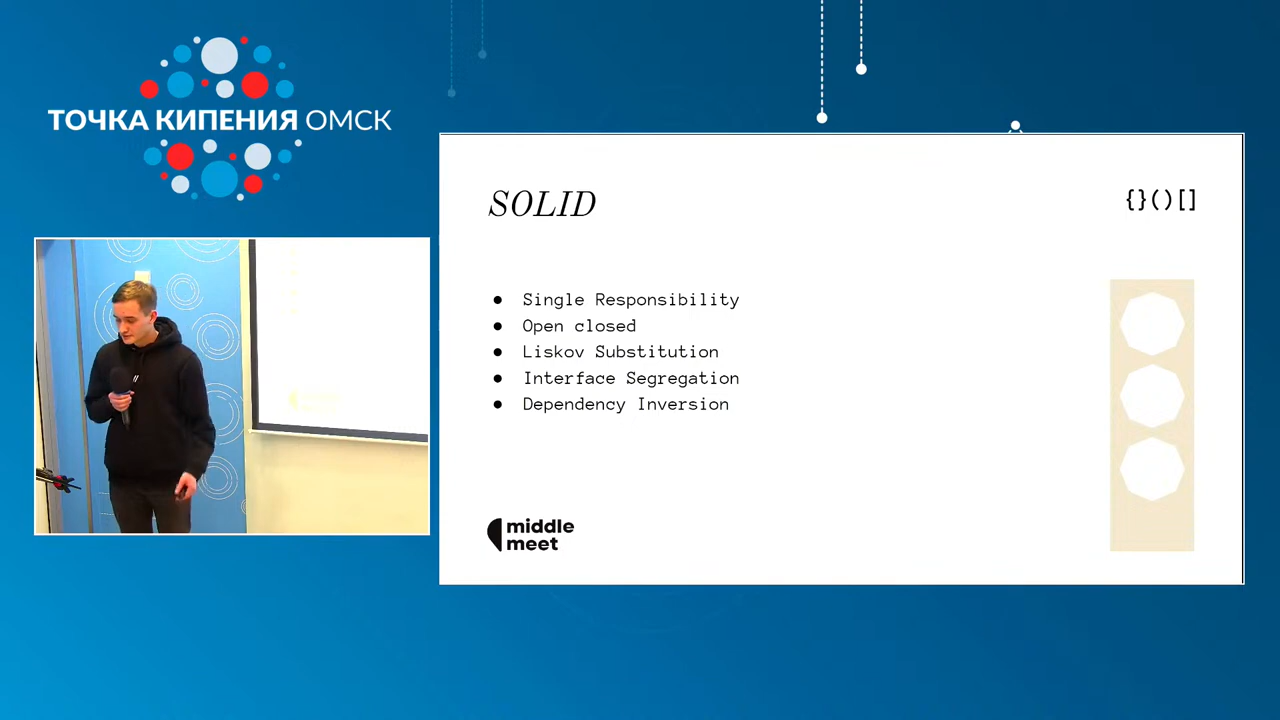 ТОЧКА КИПЕНИЯ ОМСК
SOLID
{}()[]
● Single Responsibility
● Open closed
● Liskov Substitution
● Interface Segregation
● Dependency Inversion
middle
meet